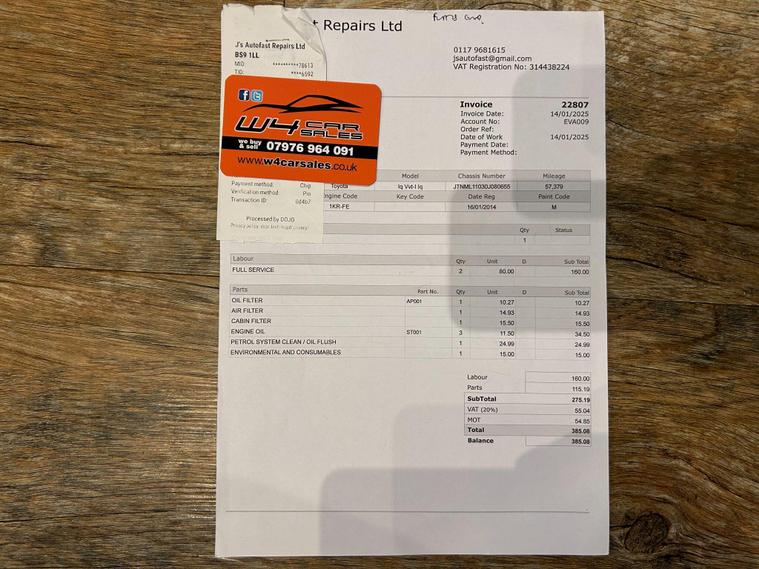 t Repairs Ltd
J's Autofast Repairs Ltd
BS9 1LL
MID: **********78613
TID: ****6592
0117 9681615
jsautofast@gmail.com
VAT Registration No: 314438224
W4 CAR SALES
we buy & sell 07976 964 091
www.w4carsales.co.uk
Invoice 22807
Invoice Date: 14/01/2025
Account No: EVA009
Order Ref:
Date of Work 14/01/2025
Payment Date:
Payment Method:
Payment method: Chip
Verification method: Pin
Transaction ID:
Processed by DOJO
Model Chassis Number Mileage
Toyota Iq Vvt-I Iq JTNML11030J080655 57,379
ngine Code Key Code Date Reg Paint Code
1KR-FE 16/01/2014 M
Qty Status
1
Labour Qty Unit D Sub Total
FULL SERVICE 2 80.00 160.00
Parts Part No. Qty Unit D Sub Total
OIL FILTER AP001 1 10.27 10.27
AIR FILTER 1 14.93 14.93
CABIN FILTER 1 15.50 15.50
ENGINE OIL ST001 3 11.50 34.50
PETROL SYSTEM CLEAN / OIL FLUSH 1 24.99 24.99
ENVIRONMENTAL AND CONSUMABLES 1 15.00 15.00
Labour 160.00
Parts 115.19
SubTotal 275.19
VAT (20%) 55.04
MOT 54.85
Total 385.08
Balance 385.08